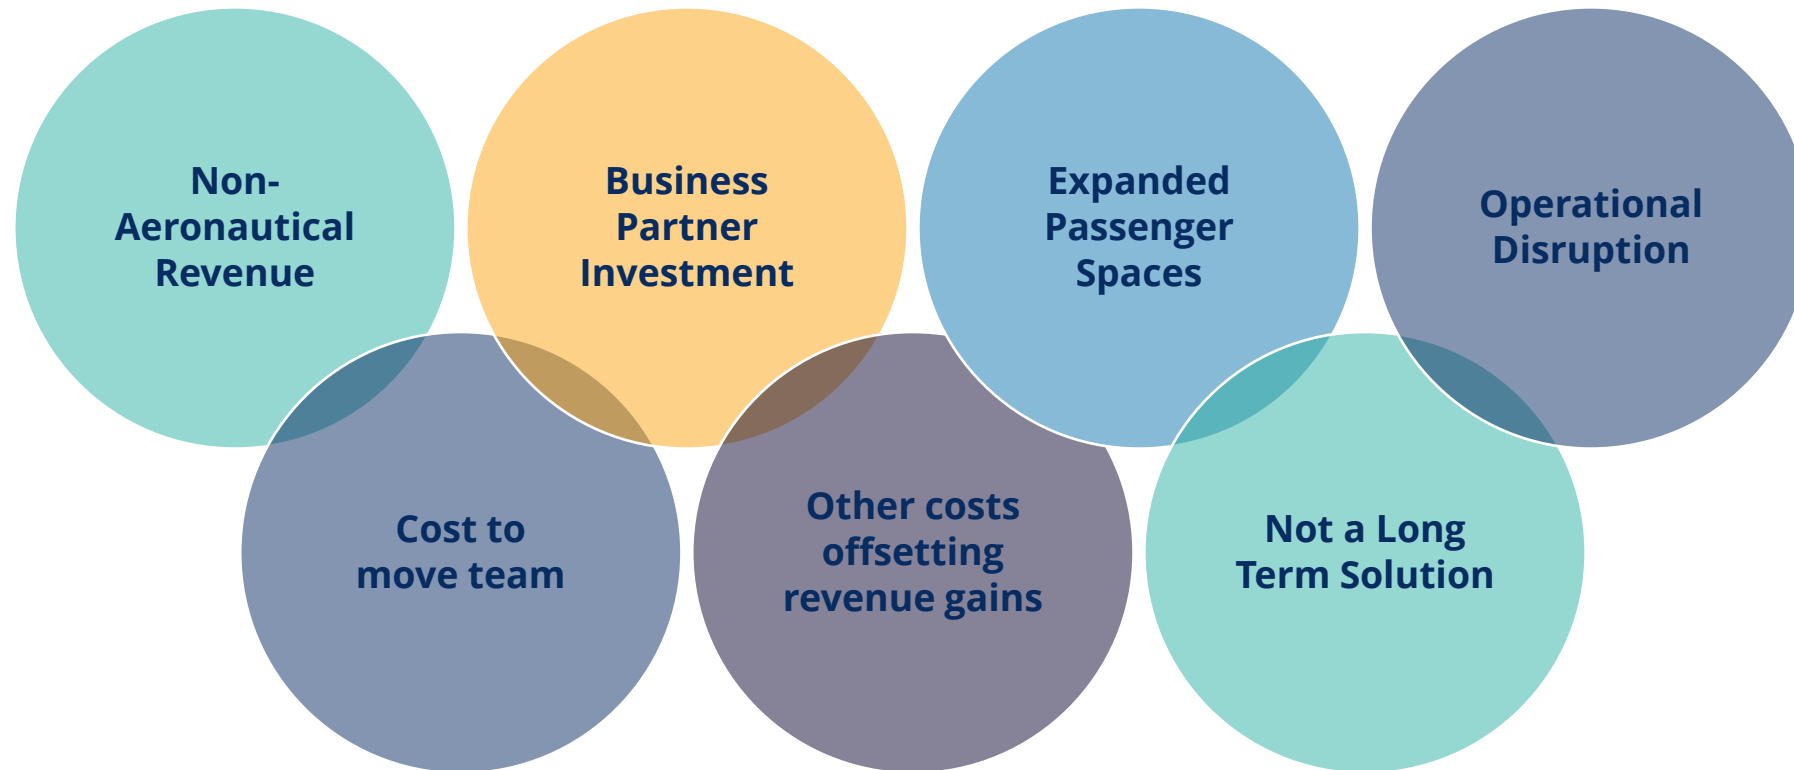 Non-
Aeronautical
Revenue
Business
Partner
Investment
Expanded
Passenger
Spaces
Operational
Disruption
Cost to
move team
Other costs
offsetting
revenue gains
Not a Long
Term Solution